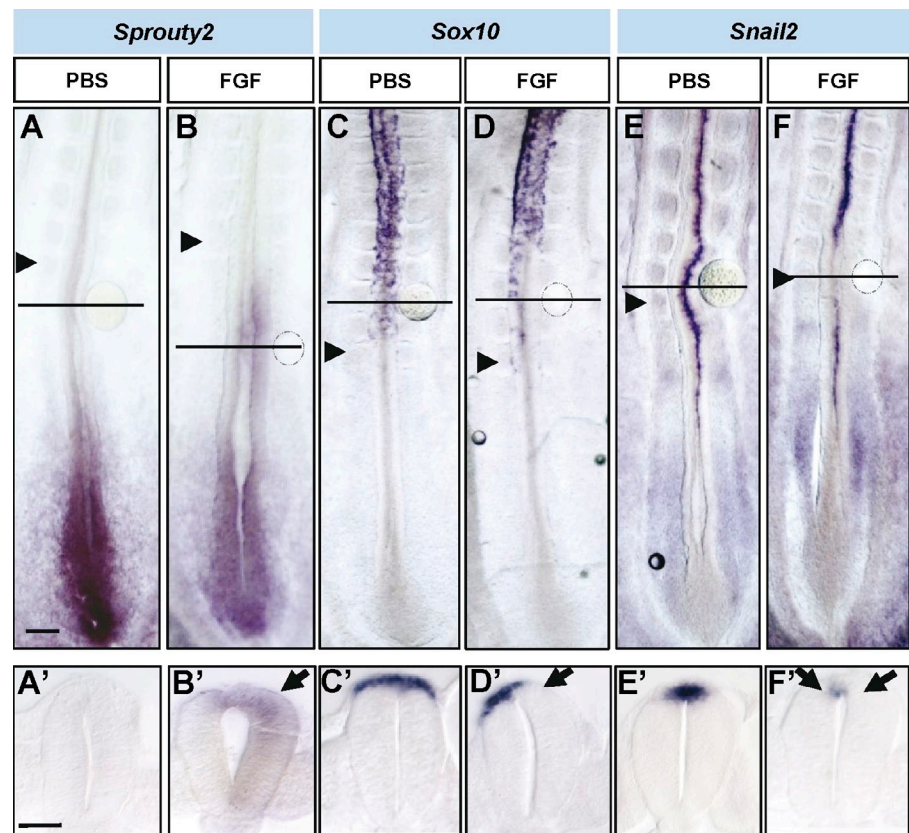 Sprouty2 Sox10 Snail2
PBS FGF PBS FGF PBS FGF
A B C D E F
A' B' C' D' E' F'